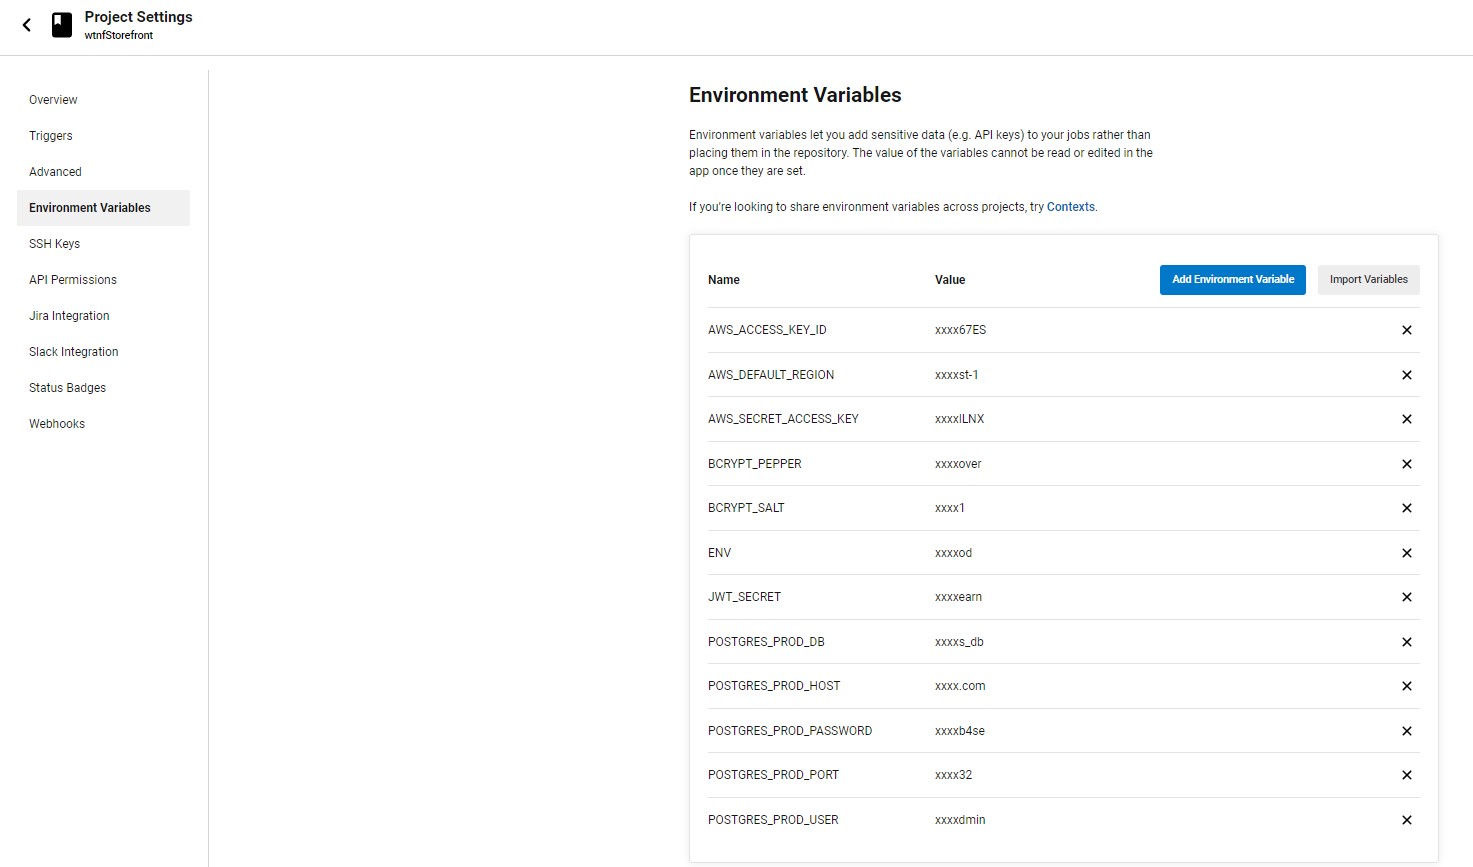 Project Settings
wtnfStorefront
Overview
Triggers
Advanced
Environment Variables
SSH Keys
API Permissions
Jira Integration
Slack Integration
Status Badges
Webhooks
Environment Variables
Environment variables let you add sensitive data (e.g. API keys) to your jobs rather than
placing them in the repository. The value of the variables cannot be read or edited in the
app once they are set.
If you're looking to share environment variables across projects, try Contexts.
Name Value Add Environment Variable Import Variables
AWS_ACCESS_KEY_ID xxxx67ES
AWS_DEFAULT_REGION xxxxst-1
AWS_SECRET_ACCESS_KEY xxxxlLNX
BCRYPT_PEPPER xxxxover
BCRYPT_SALT xxxx1
ENV xxxxod
JWT_SECRET xxxxearn
POSTGRES_PROD_DB xxxxs_db
POSTGRES_PROD_HOST xxxx.com
POSTGRES_PROD_PASSWORD xxxxb4se
POSTGRES_PROD_PORT xxxx32
POSTGRES_PROD_USER xxxxdmin